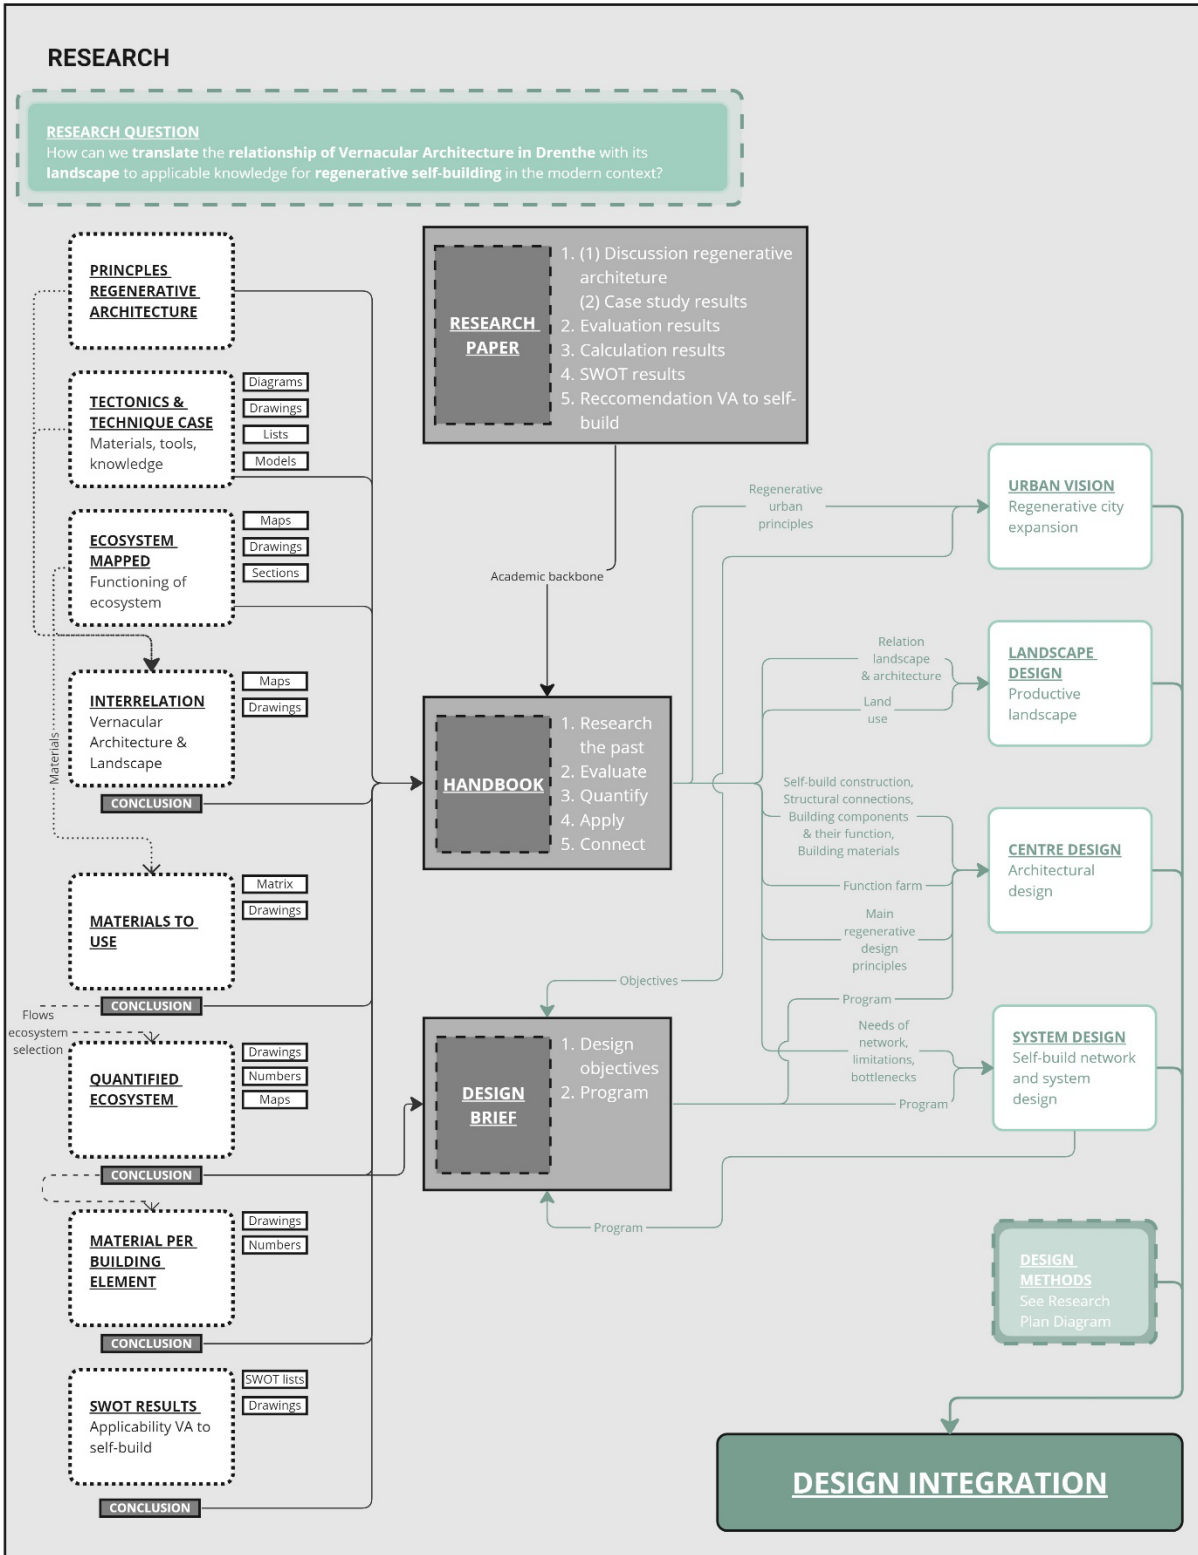 RESEARCH
RESEARCH QUESTION
How can we translate the relationship of Vernacular Architecture in Drenthe with its
landscape to applicable knowledge for regenerative self-building in the modern context?
PRINCPLES
REGENERATIVE
ARCHITECTURE
TECTONICS &
TECHNIQUE CASE
Materials, tools,
knowledge
Diagrams
Drawings
Lists
Models
ECOSYSTEM
MAPPED
Functioning of
ecosystem
Maps
Drawings
Sections
INTERRELATION
Vernacular
Architecture &
Landscape
Maps
Drawings
CONCLUSION
Materials
MATERIALS TO
USE
Matrix
Drawings
CONCLUSION
Flows
ecosystem
selection
QUANTIFIED
ECOSYSTEM
Drawings
Numbers
Maps
CONCLUSION
MATERIAL PER
BUILDING
ELEMENT
Drawings
Numbers
CONCLUSION
SWOT RESULTS
Applicability VA to
self-build
SWOT lists
Drawings
CONCLUSION
RESEARCH
PAPER
1. (1) Discussion regenerative
architeture
(2) Case study results
2. Evaluation results
3. Calculation results
4. SWOT results
5. Reccomendation VA to self-
build
Academic backbone
HANDBOOK
1. Research
the past
2. Evaluate
3. Quantify
4. Apply
5. Connect
DESIGN
BRIEF
1. Design
objectives
2. Program
Objectives
Program
Regenerative
urban
principles
Relation
landscape
& architecture
Land
use
Self-build construction,
Structural connections,
Building components
& their function,
Building materials
Function farm
Main
regenerative
design
principles
Program
Needs of
network,
limitations,
bottlenecks
Program
URBAN VISION
Regenerative city
expansion
LANDSCAPE
DESIGN
Productive
landscape
CENTRE DESIGN
Architectural
design
SYSTEM DESIGN
Self-build network
and system
design
DESIGN
METHODS
See Research
Plan Diagram
DESIGN INTEGRATION